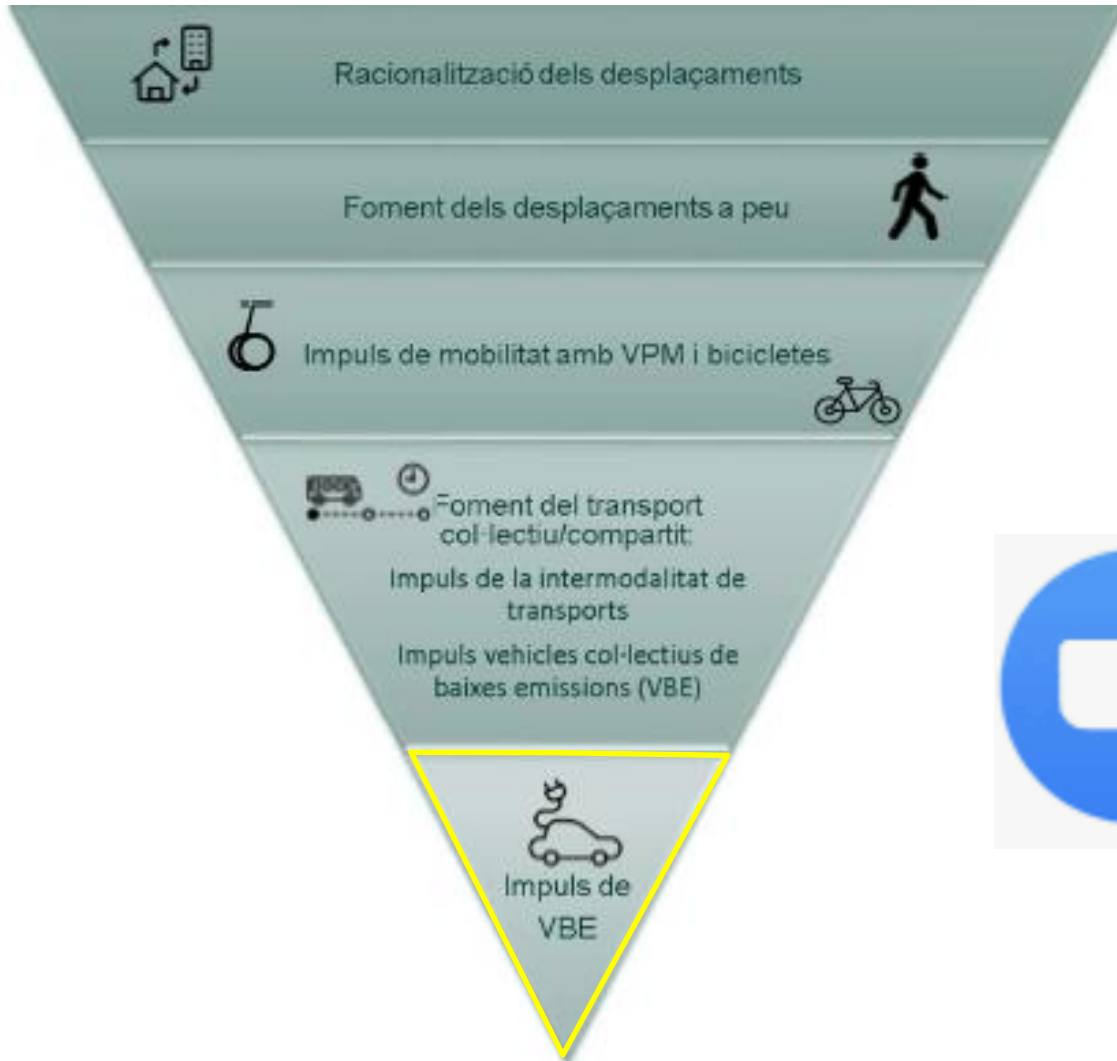 Racionalització dels desplaçaments
Foment dels desplaçaments a peu
Impuls de mobilitat amb VPM i bicicletes
Foment del transport
col·lectiu/compartit:
Impuls de la intermodalitat de
transports
Impuls vehicles col·lectius de
baixes emissions (VBE)
Impuls de
VBE